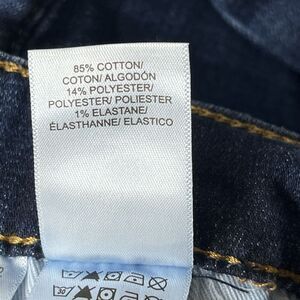 85% COTTON/
COTON/ ALGODÓN
14% POLYESTER/
POLYESTER/ POLIESTER
1% ELASTANE/
ÉLASTHANNE/ ELASTICO